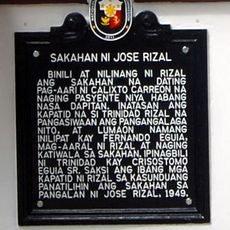 SAKAHAN NI JOSE RIZAL
BINILI AT NILINANG NI RIZAL
ANG SAKAHAN NA DATING
PAG-AARI NI CALIXTO CARREON NA
NAGING PASYENTE NIYA HABANG
NASA DAPITAN. INATASAN ANG
KAPATID NA SI TRINIDAD RIZAL NA
PANGASIWAAN ANG PANGANGALAGA
NITO, AT LUMAON NAMANG
INILIPAT KAY FERNANDO EGUIA,
MAG-AARAL NI RIZAL AT NAGING
KATIWALA SA SAKAHAN. IPINAGBILI
NI TRINIDAD KAY CRISOSTOMO
EGUIA SR. SAKSI ANG IBANG MGA
KAPATID NI RIZAL SA KASUNDUANG
PANATILIHIN ANG SAKAHAN SA
PANGALAN NI JOSE RIZAL, 1949.